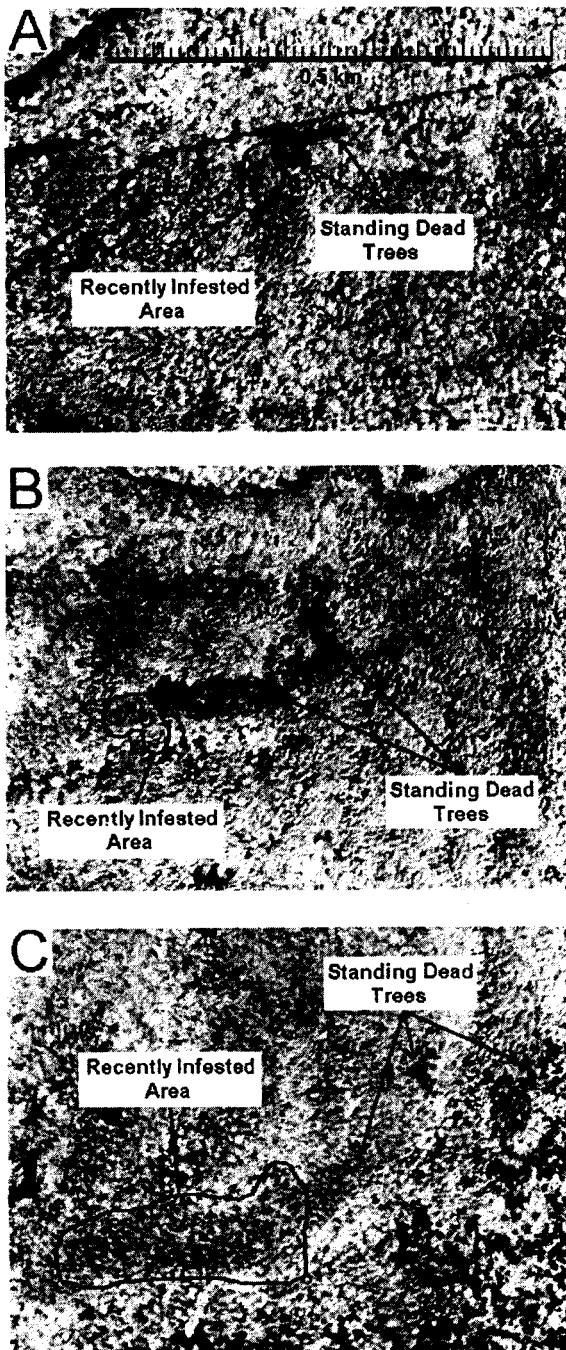 A
0.5 km
Standing Dead
Trees
Recently Infested
Area
B
Standing Dead
Trees
Recently Infested
Area
C
Standing Dead
Trees
Recently Infested
Area